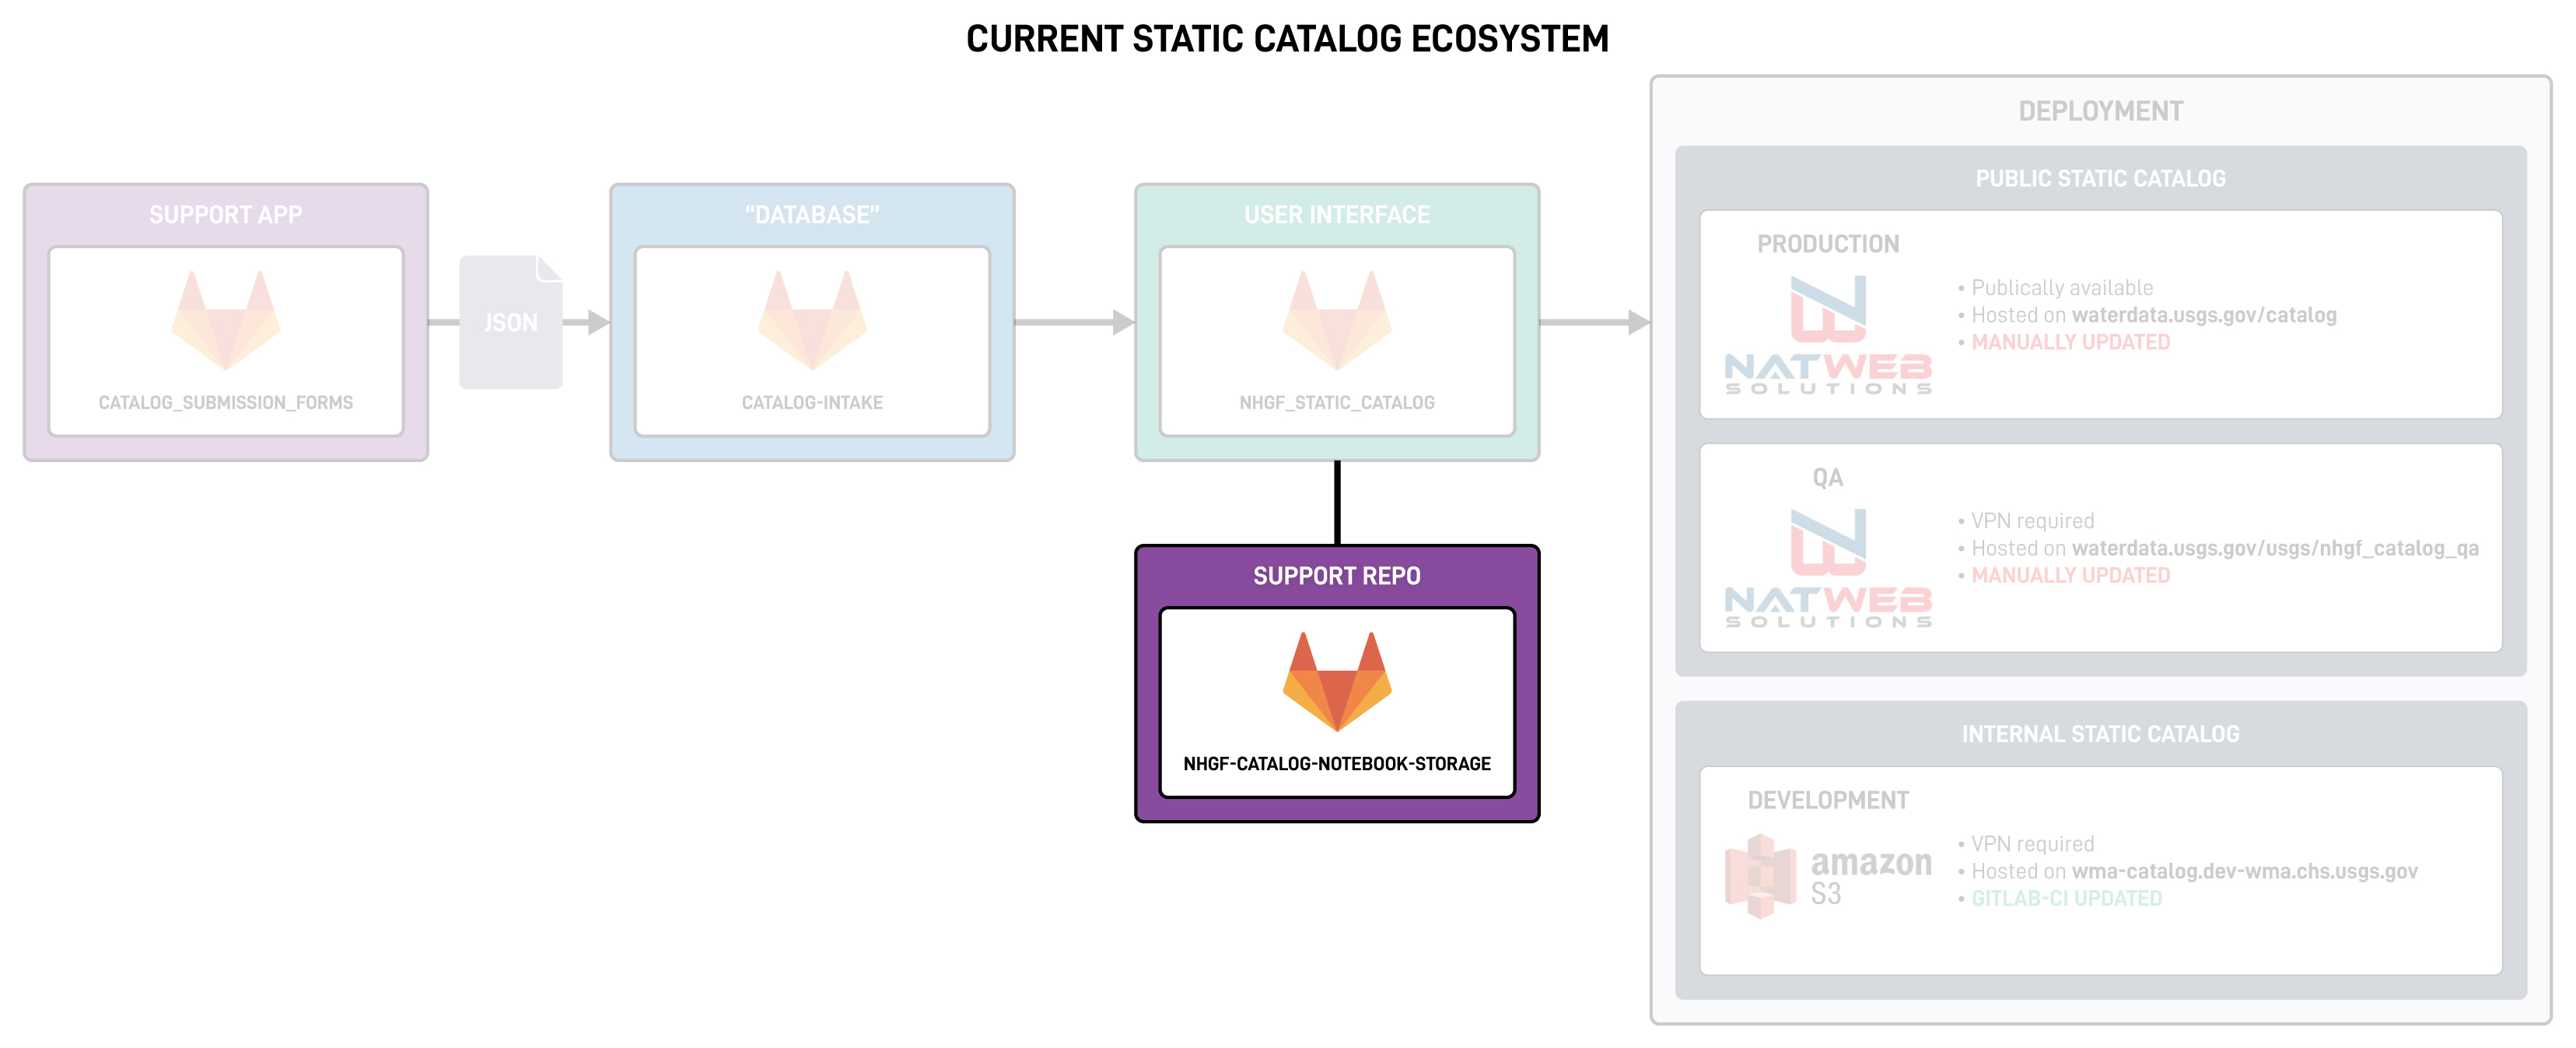 CURRENT STATIC CATALOG ECOSYSTEM
SUPPORT APP
CATALOG_SUBMISSION_FORMS
JSON
“DATABASE”
CATALOG-INTAKE
USER INTERFACE
NHGF_STATIC_CATALOG
SUPPORT REPO
NHGF-CATALOG-NOTEBOOK-STORAGE
DEPLOYMENT
PUBLIC STATIC CATALOG
PRODUCTION
NATWEB
SOLUTIONS
• Publically available
• Hosted on waterdata.usgs.gov/catalog
• MANUALLY UPDATED
QA
NATWEB
SOLUTIONS
• VPN required
• Hosted on waterdata.usgs.gov/usgs/nhgf_catalog_qa
• MANUALLY UPDATED
INTERNAL STATIC CATALOG
DEVELOPMENT
amazon
S3
• VPN required
• Hosted on wma-catalog.dev-wma.chs.usgs.gov
• GITLAB-CI UPDATED